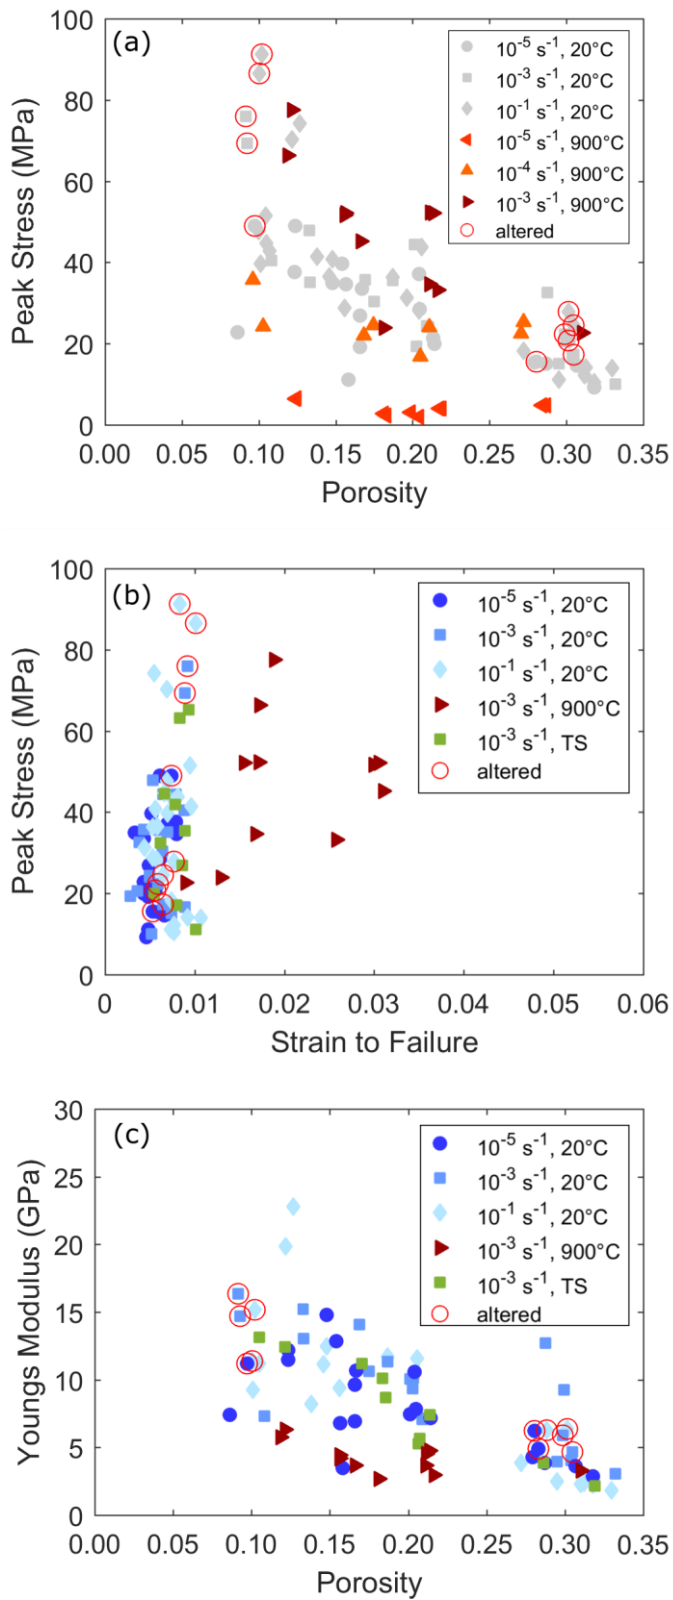 (a)
100
80
60
40
20
0
Peak Stress (MPa)
10⁻⁵ s⁻¹, 20°C
10⁻³ s⁻¹, 20°C
10⁻¹ s⁻¹, 20°C
10⁻⁵ s⁻¹, 900°C
10⁻⁴ s⁻¹, 900°C
10⁻³ s⁻¹, 900°C
altered
0.00 0.05 0.10 0.15 0.20 0.25 0.30 0.35
Porosity
(b)
100
80
60
40
20
0
Peak Stress (MPa)
10⁻⁵ s⁻¹, 20°C
10⁻³ s⁻¹, 20°C
10⁻¹ s⁻¹, 20°C
10⁻³ s⁻¹, 900°C
10⁻³ s⁻¹, TS
altered
0 0.01 0.02 0.03 0.04 0.05 0.06
Strain to Failure
(c)
30
25
20
15
10
5
0
Youngs Modulus (GPa)
10⁻⁵ s⁻¹, 20°C
10⁻³ s⁻¹, 20°C
10⁻¹ s⁻¹, 20°C
10⁻³ s⁻¹, 900°C
10⁻³ s⁻¹, TS
altered
0.00 0.05 0.10 0.15 0.20 0.25 0.30 0.35
Porosity